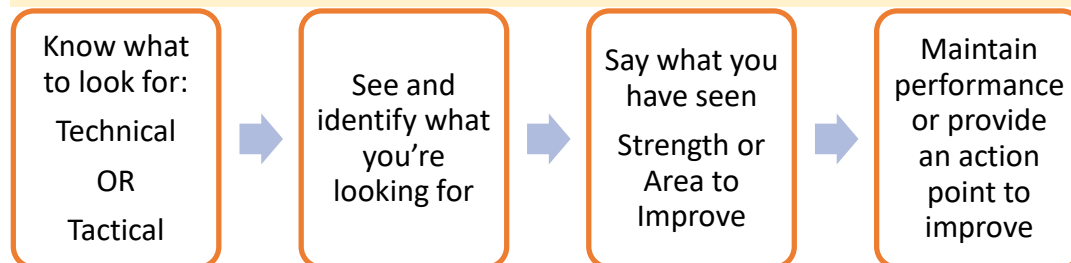 Know what
to look for:
Technical
OR
Tactical
See and
identify what
you’re
looking for
Say what you
have seen
Strength or
Area to
Improve
Maintain
performance
or provide
an action
point to
improve